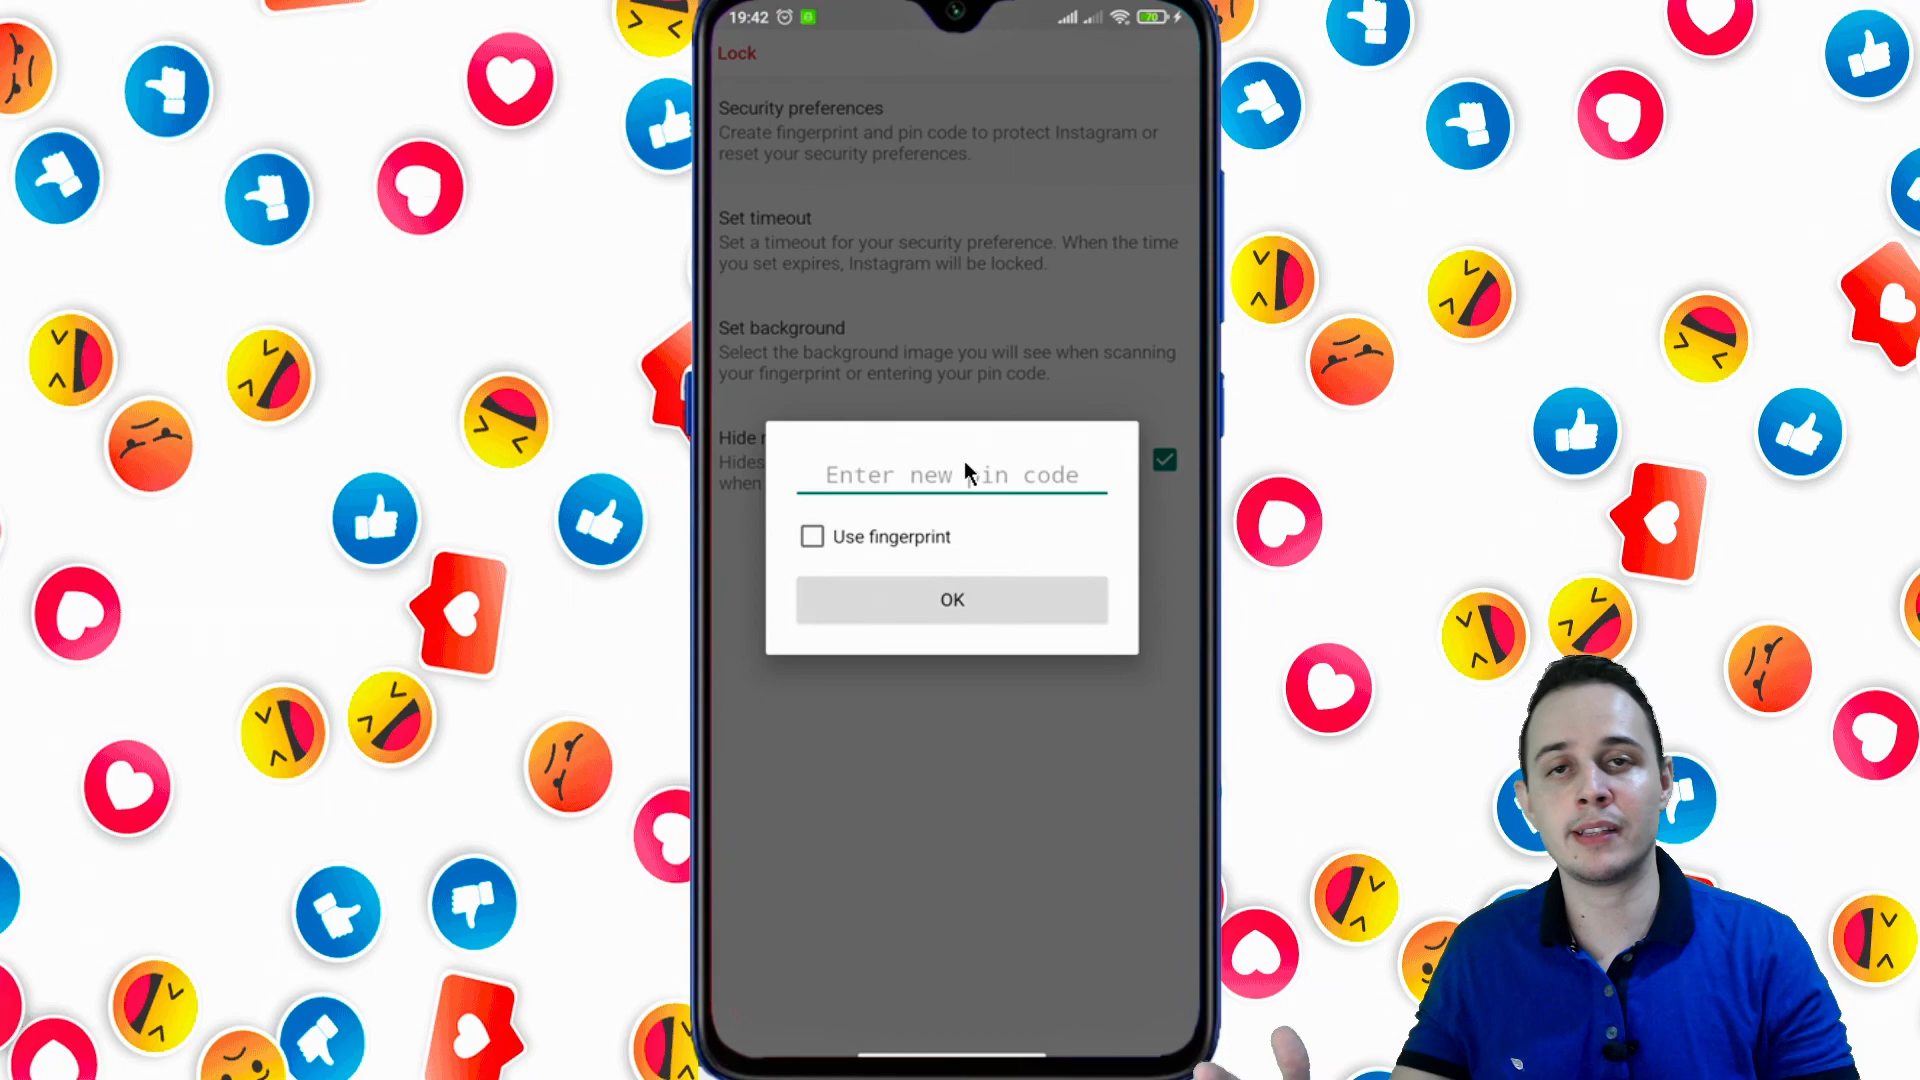 19:42
70
Lock
Security preferences
Create fingerprint and pin code to protect Instagram or
reset your security preferences.
Set timeout
Set a timeout for your security preference. When the time
you set expires, Instagram will be locked.
Set background
Select the background image you will see when scanning
your fingerprint or entering your pin code.
Hide
Hides
when
Enter new pin code
Use fingerprint
OK